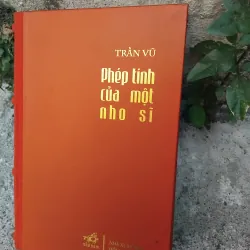 TRẦN VŨ
Phép tính
của một
nho sĩ